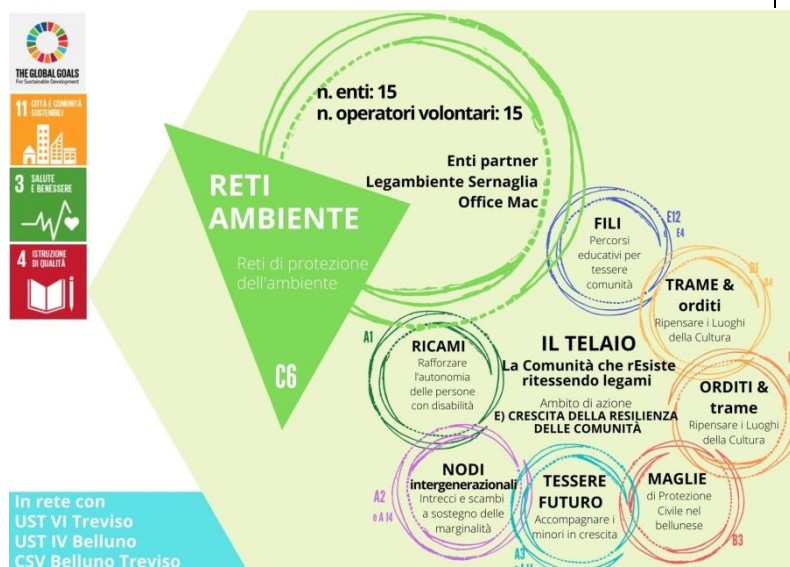 THE GLOBAL GOALS
For Sustainable Development
11 CITTÀ E COMUNITÀ
SOSTENIBILI
3 SALUTE
E BENESSERE
4 ISTRUZIONE
DI QUALITÀ
n. enti: 15
n. operatori volontari: 15
Enti partner
Legambiente Sernaglia
Office Mac
RETI
AMBIENTE
Reti di protezione
dell'ambiente
C6
FILI
Percorsi
educativi per
tessere
comunità
E12
E4
TRAME &
orditi
Ripensare i Luoghi
della Cultura
ORDITI &
trame
Ripensare i Luoghi
della Cultura
A1
RICAMI
Rafforzare
l'autonomia
delle persone
con disabilità
IL TELAIO
La Comunità che rEsiste
ritessendo legami
Ambito di azione
E) CRESCITA DELLA RESILIENZA
DELLE COMUNITÀ
NODI
intergenerazionali
Intrecci e scambi
a sostegno delle
marginalità
A2
e A 14
TESSERE
FUTURO
Accompagnare i
minori in crescita
A3
MAGLIE
di Protezione
Civile nel
bellunese
B3
In rete con
UST VI Treviso
UST IV Belluno
CSV Belluno Treviso